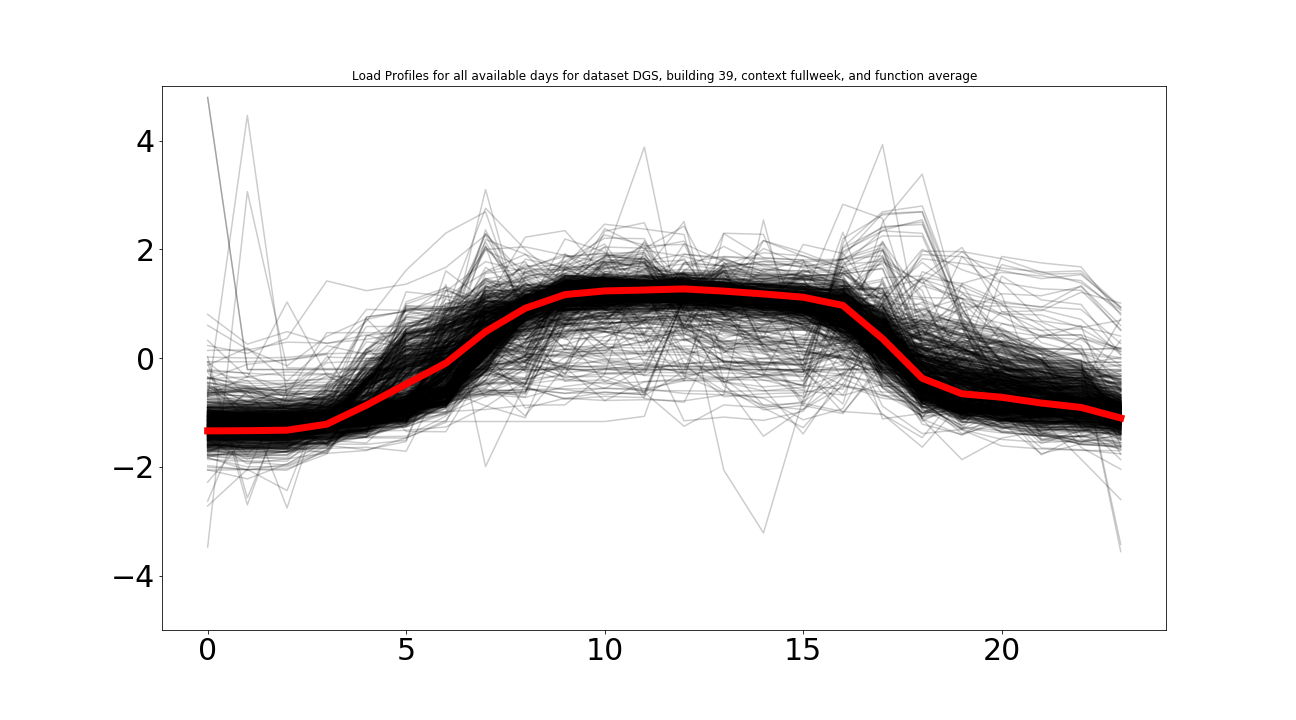 Load Profiles for all available days for dataset DGS, building 39, context fullweek, and function average
4
2
0
−2
−4
0 5 10 15 20